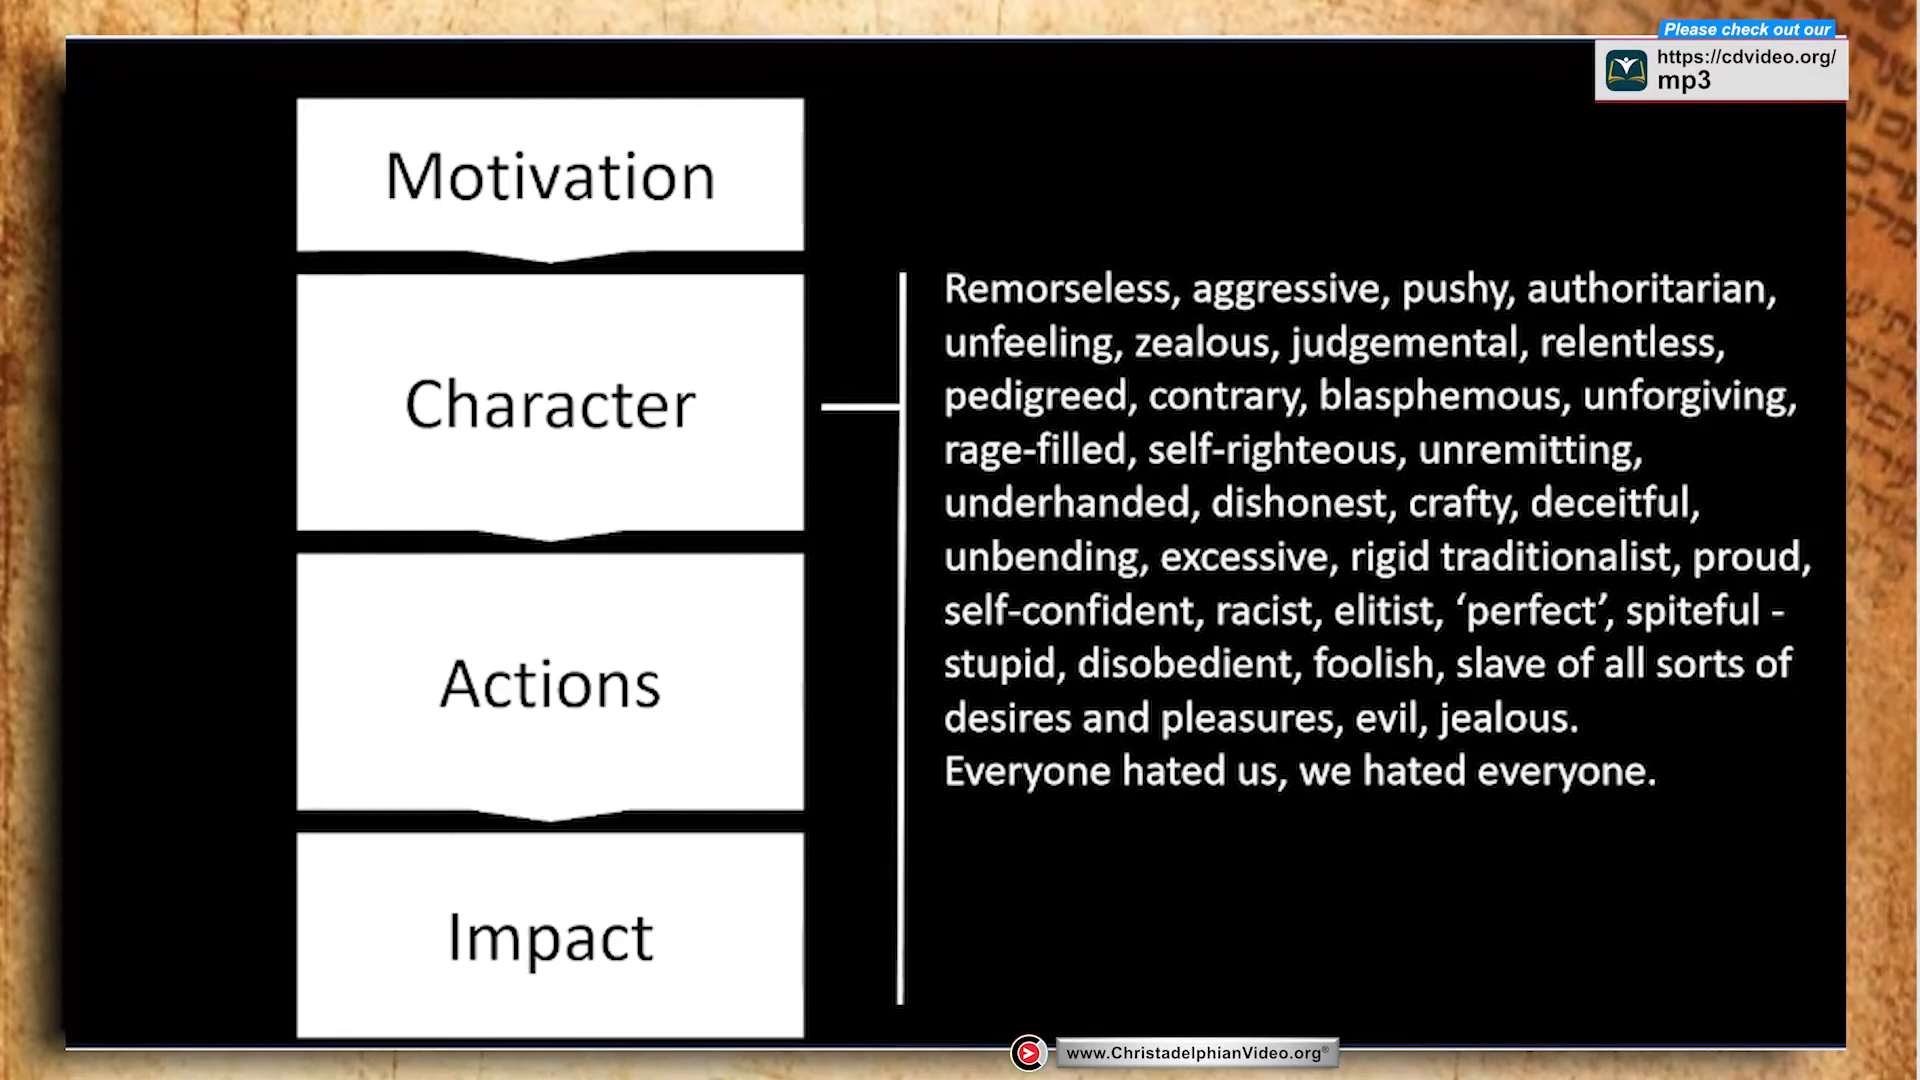 Please check out our
https://cdvideo.org/
mp3
Motivation
Character
Actions
Impact
Remorseless, aggressive, pushy, authoritarian,
unfeeling, zealous, judgemental, relentless,
pedigreed, contrary, blasphemous, unforgiving,
rage-filled, self-righteous, unremitting,
underhanded, dishonest, crafty, deceitful,
unbending, excessive, rigid traditionalist, proud,
self-confident, racist, elitist, ‘perfect’, spiteful -
stupid, disobedient, foolish, slave of all sorts of
desires and pleasures, evil, jealous.
Everyone hated us, we hated everyone.
www.ChristadelphianVideo.org®